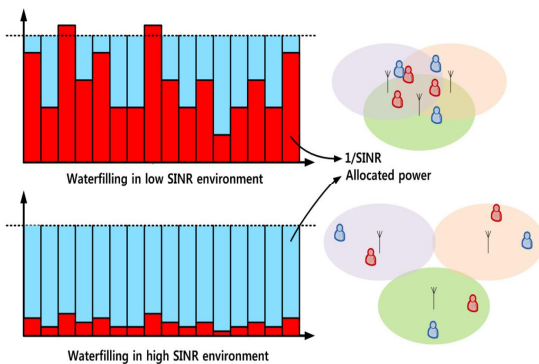 Waterfilling in low SINR environment
1/SINR
Allocated power
Waterfilling in high SINR environment